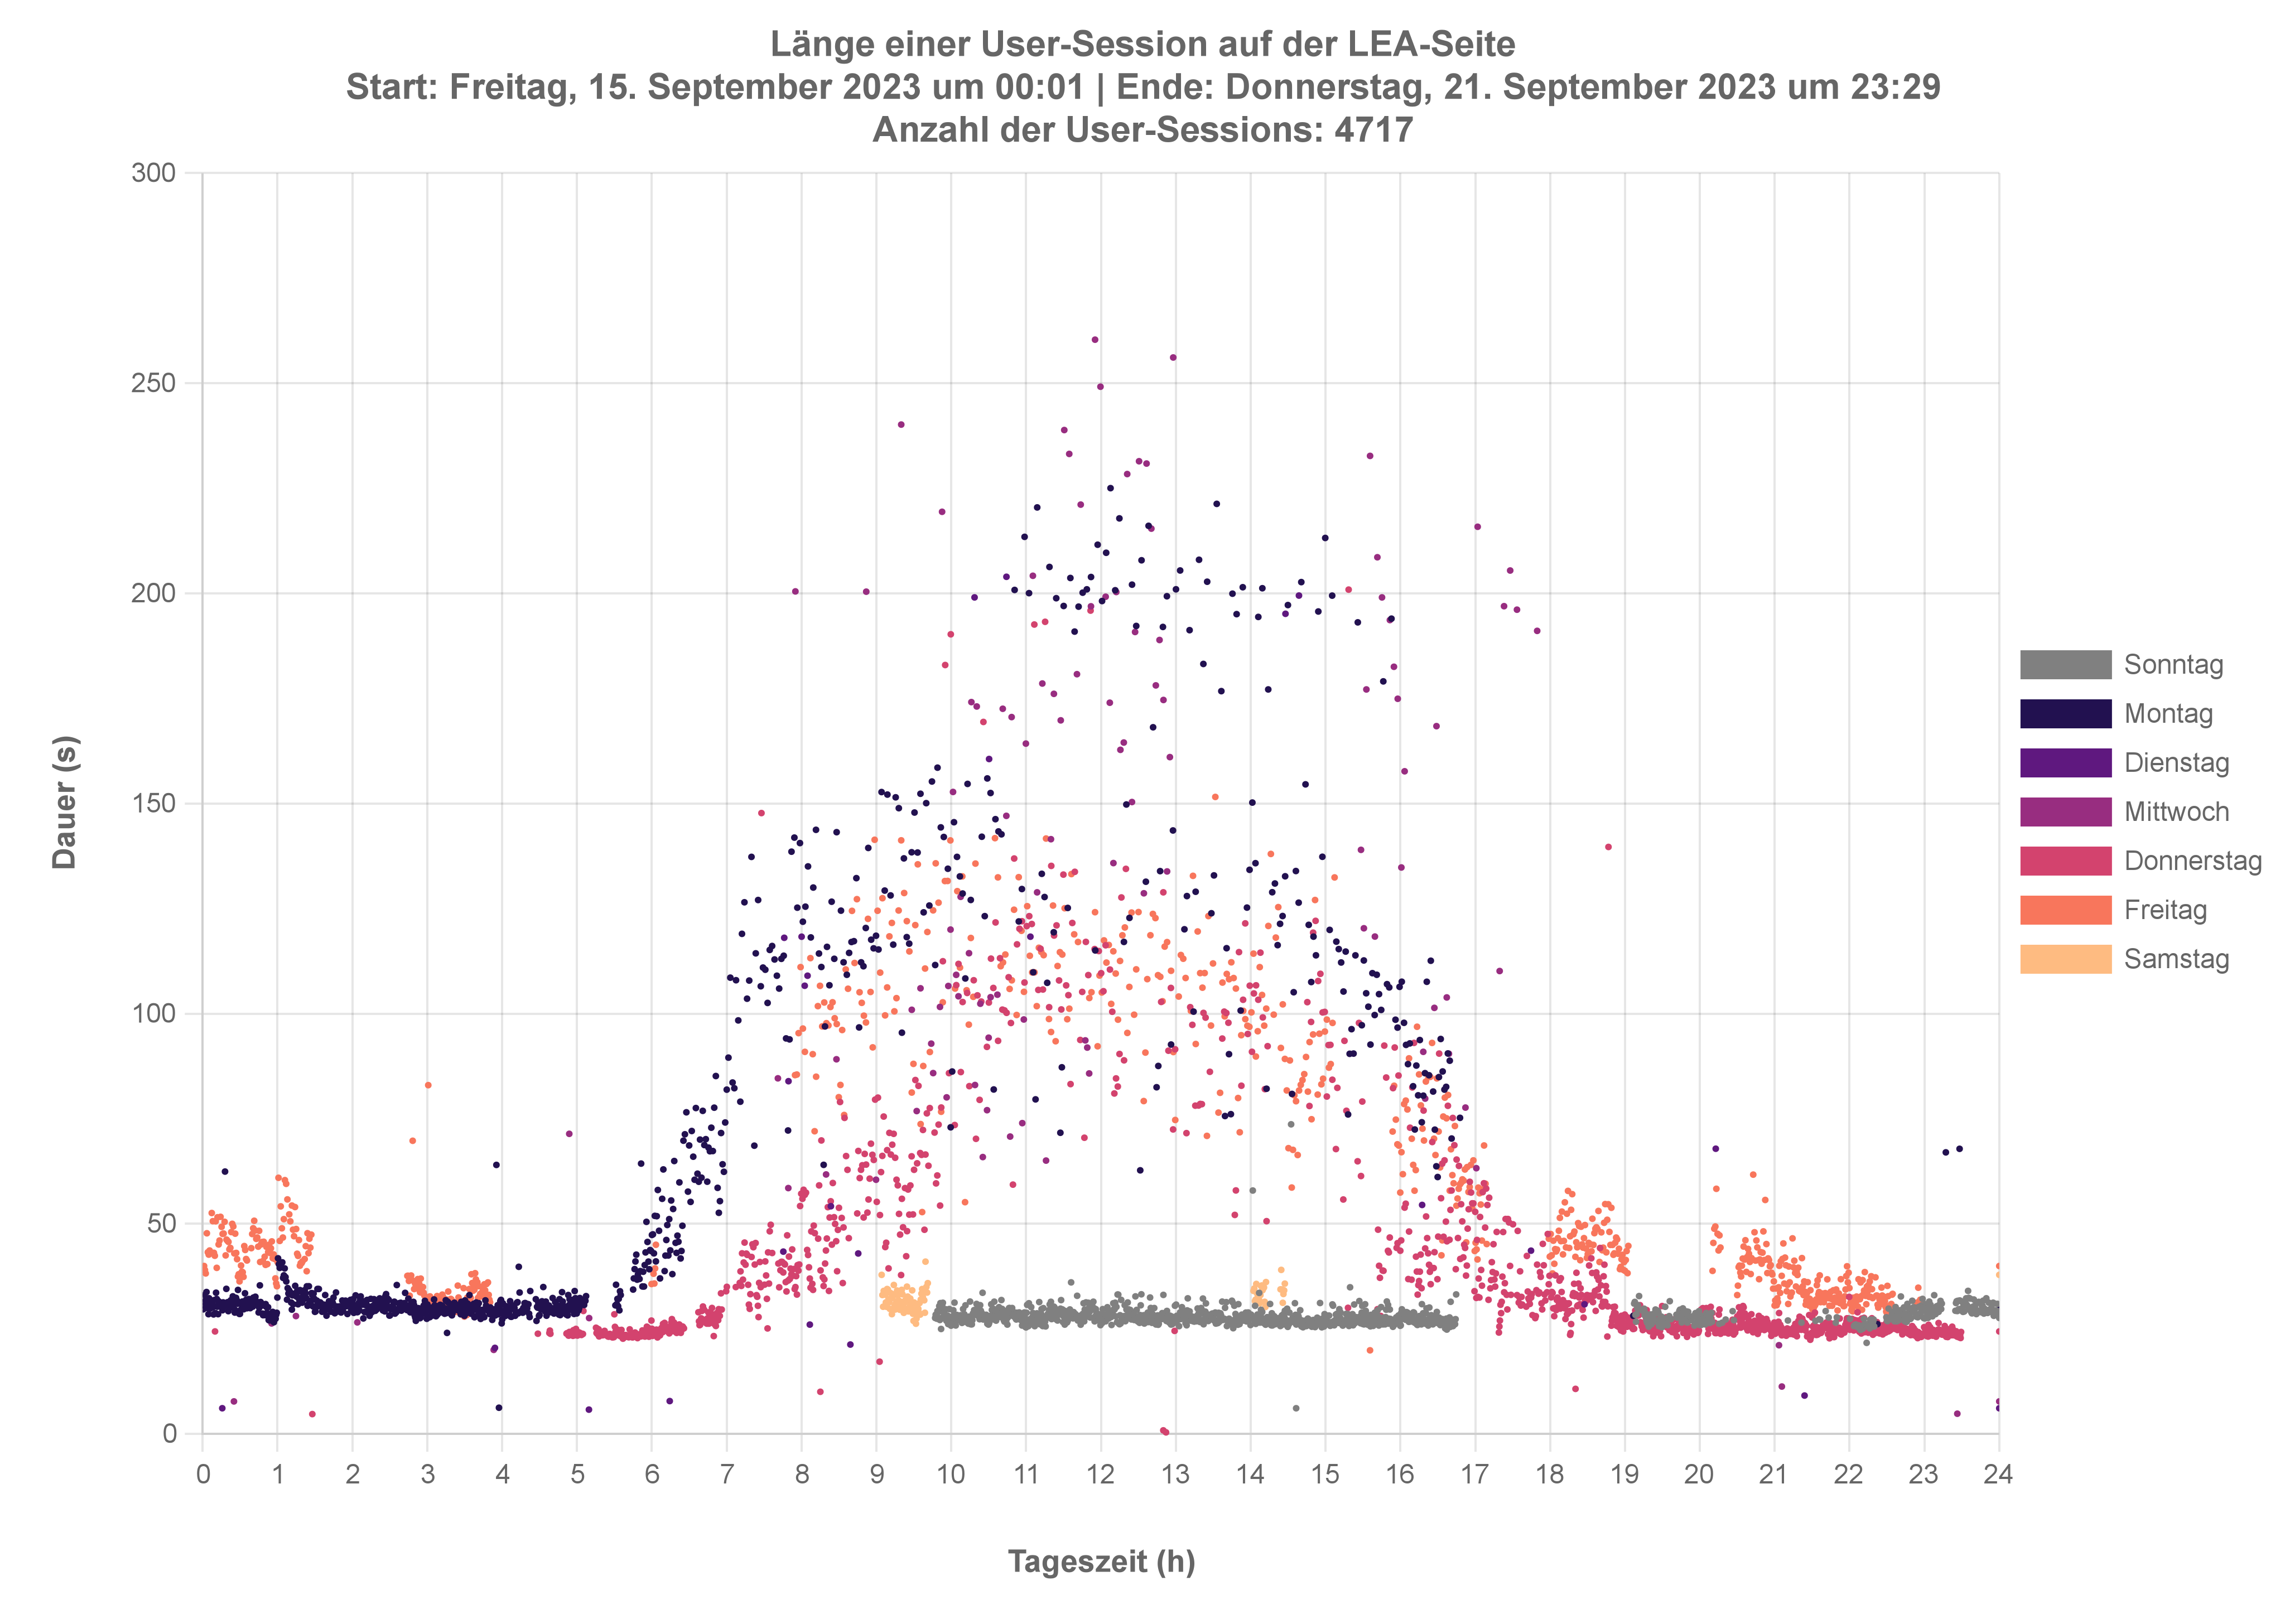 Länge einer User-Session auf der LEA-Seite
Start: Freitag, 15. September 2023 um 00:01 | Ende: Donnerstag, 21. September 2023 um 23:29
Anzahl der User-Sessions: 4717
300
250
200
150
100
50
0
Dauer (s)
0 1 2 3 4 5 6 7 8 9 10 11 12 13 14 15 16 17 18 19 20 21 22 23 24
Tageszeit (h)
Sonntag
Montag
Dienstag
Mittwoch
Donnerstag
Freitag
Samstag